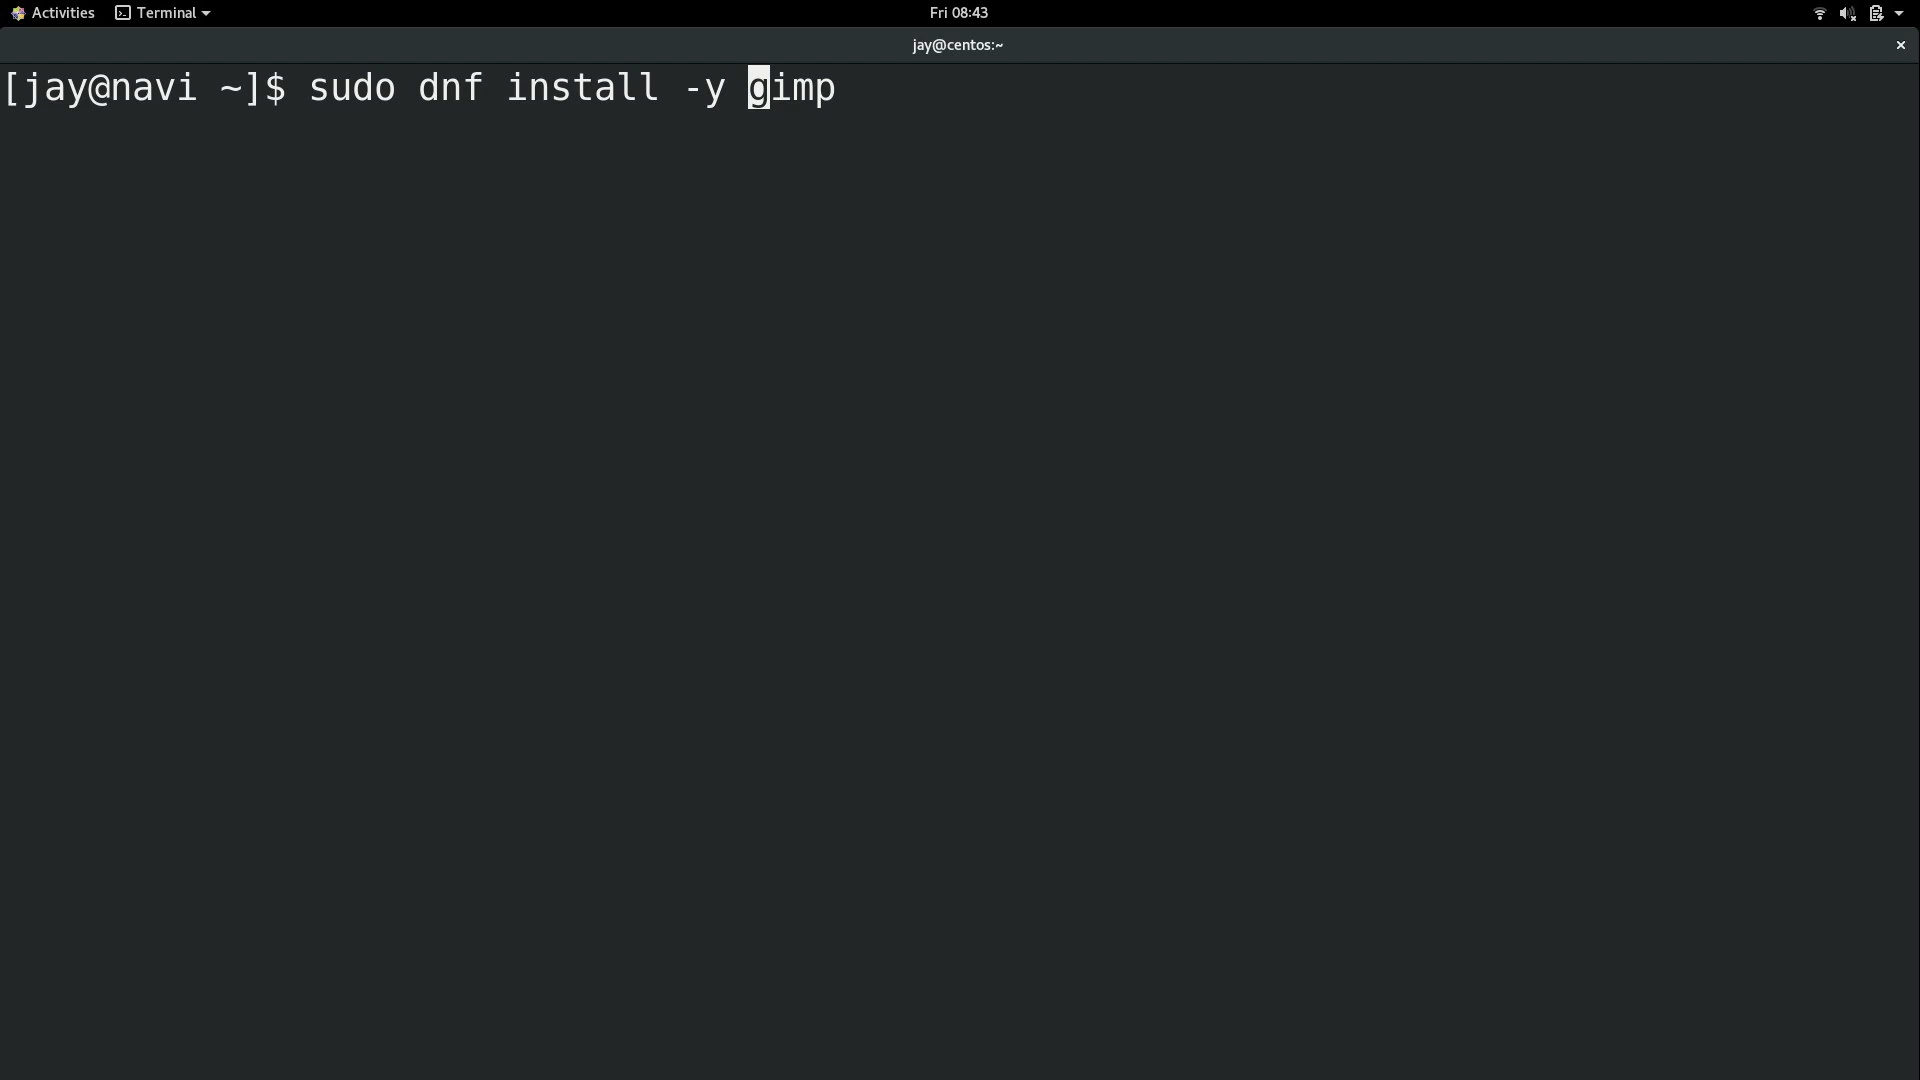 Activities Terminal Fri 08:43
jay@centos:~
[jay@navi ~]$ sudo dnf install -y gimp